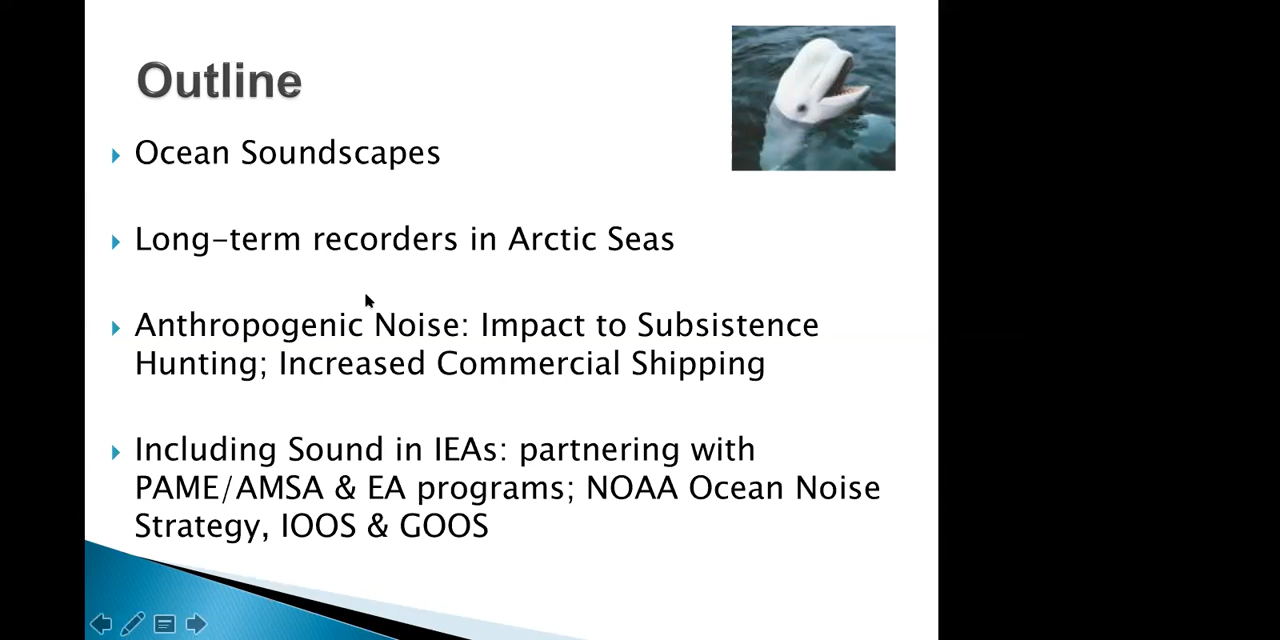 Outline
Ocean Soundscapes
Long-term recorders in Arctic Seas
Anthropogenic Noise: Impact to Subsistence
Hunting; Increased Commercial Shipping
Including Sound in IEAs: partnering with
PAME/AMSA & EA programs; NOAA Ocean Noise
Strategy, IOOS & GOOS